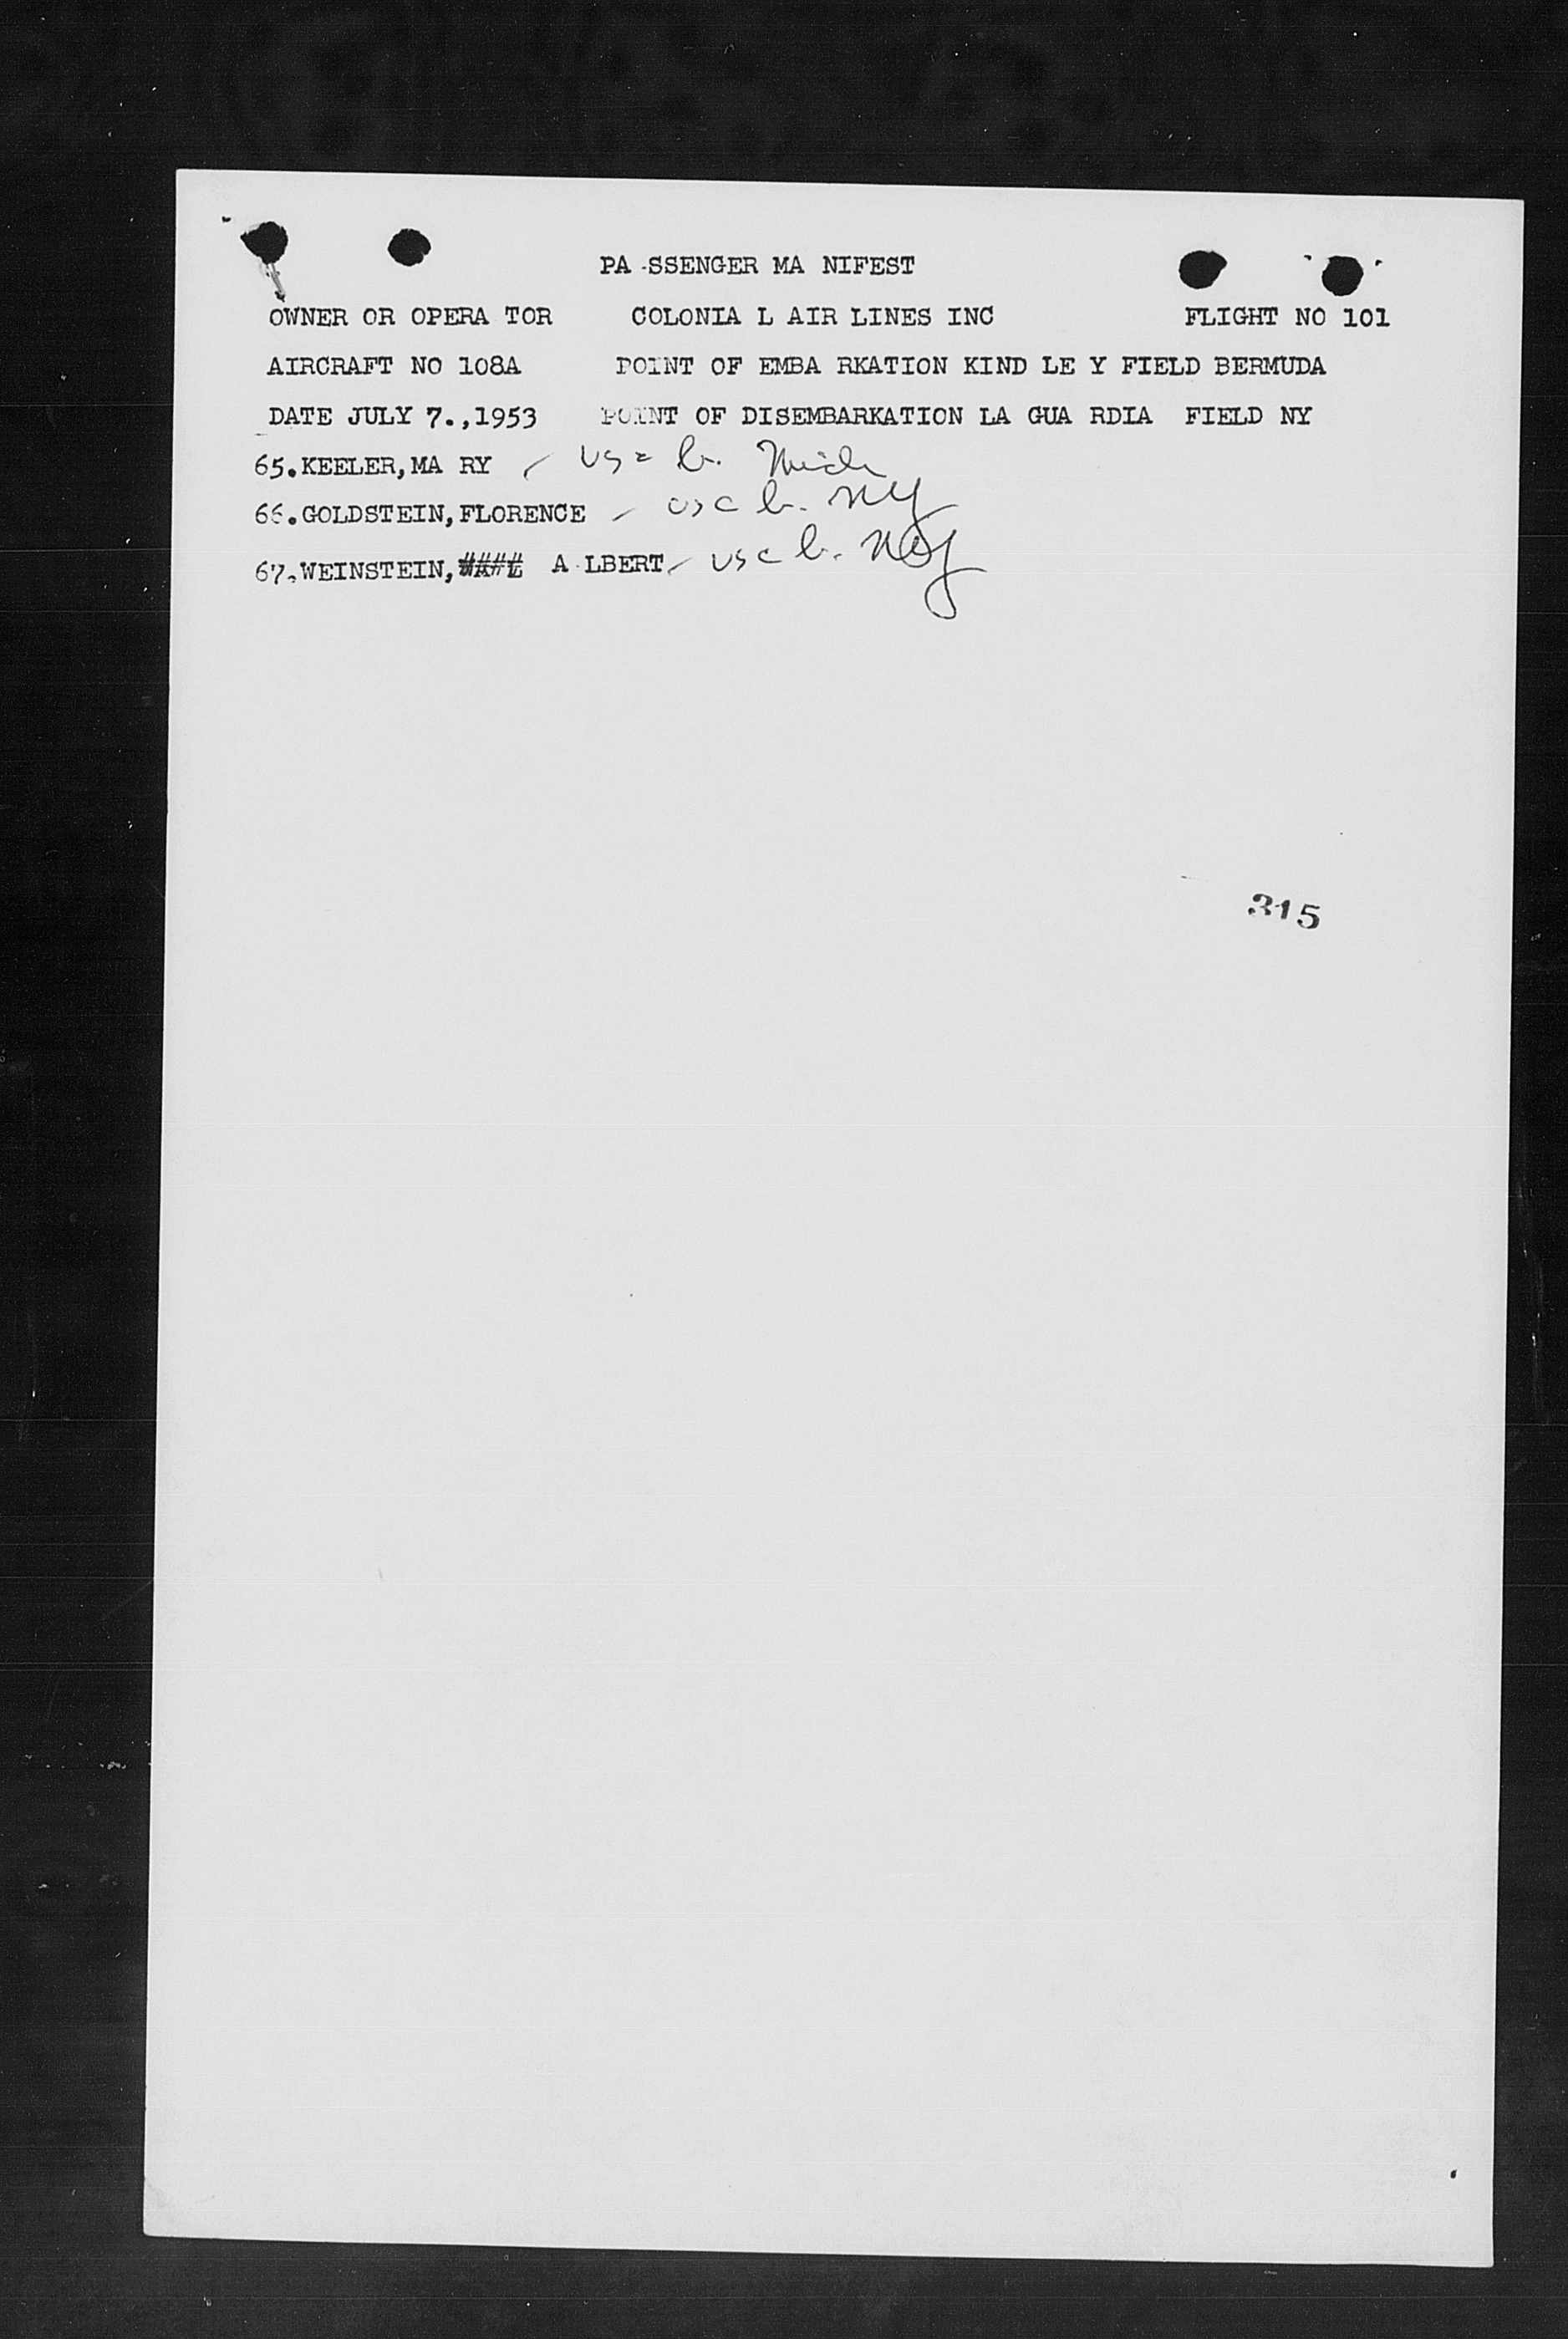 PA SSENGER MA NIFEST
OWNER OR OPERA TOR COLONIA L AIR LINES INC FLIGHT NO 101
AIRCRAFT NO 108A POINT OF EMBA RKATION KIND LE Y FIELD BERMUDA
DATE JULY 7.,1953 POINT OF DISEMBARKATION LA GUA RDIA FIELD NY
65.KEELER,MA RY usc b. Mich
66.GOLDSTEIN,FLORENCE usc b. NY
67.WEINSTEIN, A LBERT usc b. NY
315